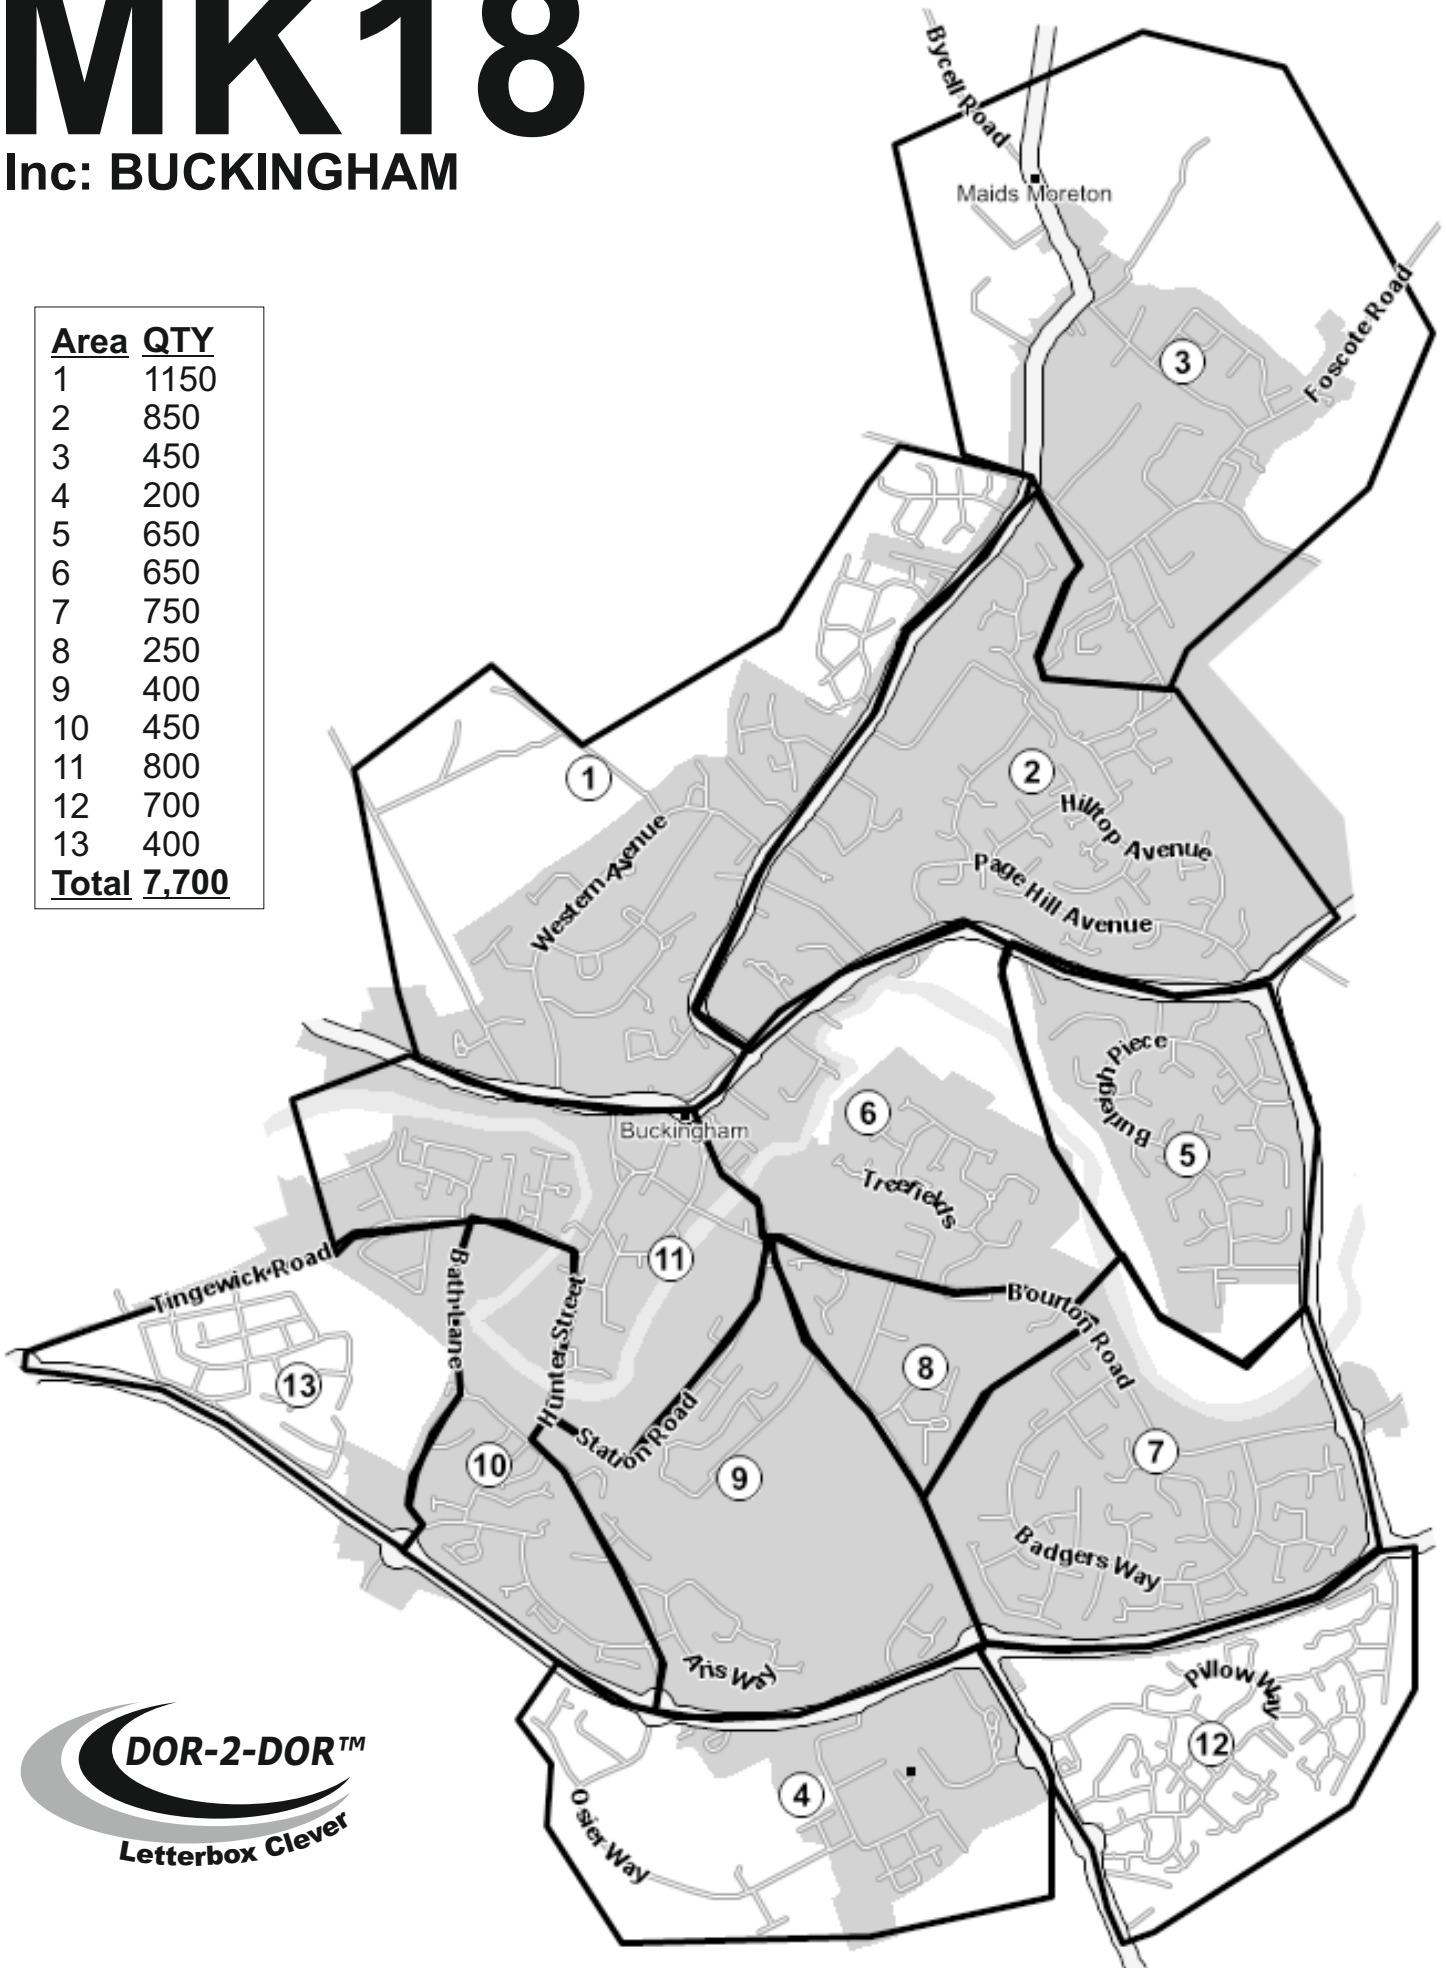 MK18
Inc: BUCKINGHAM
Area QTY
1 1150
2 850
3 450
4 200
5 650
6 650
7 750
8 250
9 400
10 450
11 800
12 700
13 400
Total 7,700
Bycell Road
Maids Moreton
3
Foscote Road
1
2
Hilltop Avenue
Page Hill Avenue
Western Avenue
Burleigh Piece
Buckingham
6
5
Treefields
11
Tingewick Road
Bath Lane
Hunter Street
Bourton Road
13
8
Station Road
10
9
7
Badgers Way
Aris Way
Pillow Way
12
4
Osier Way
DOR-2-DOR™
Letterbox Clever